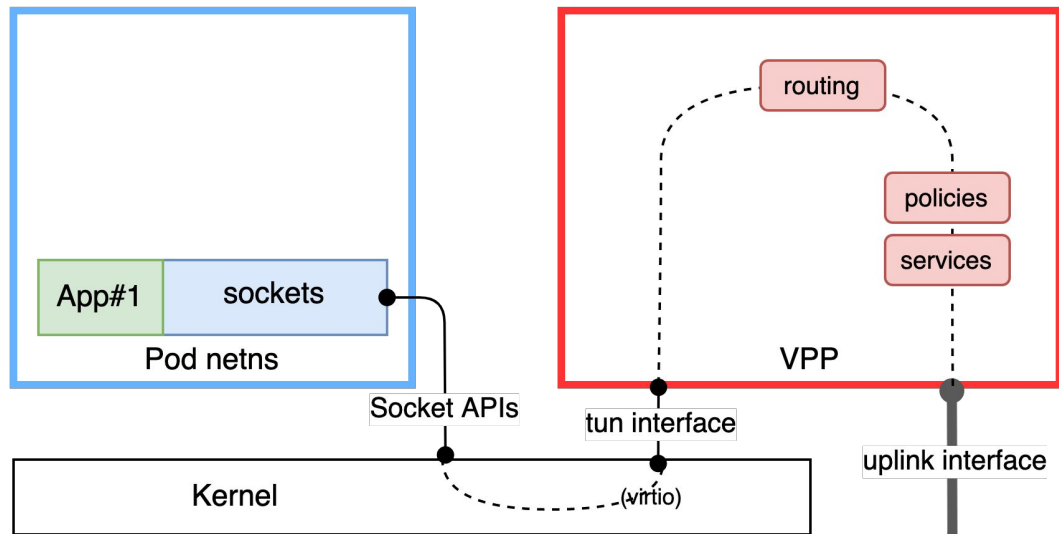 routing
policies
services
App#1
sockets
Pod netns
VPP
Socket APIs
tun interface
uplink interface
Kernel
(virtio)